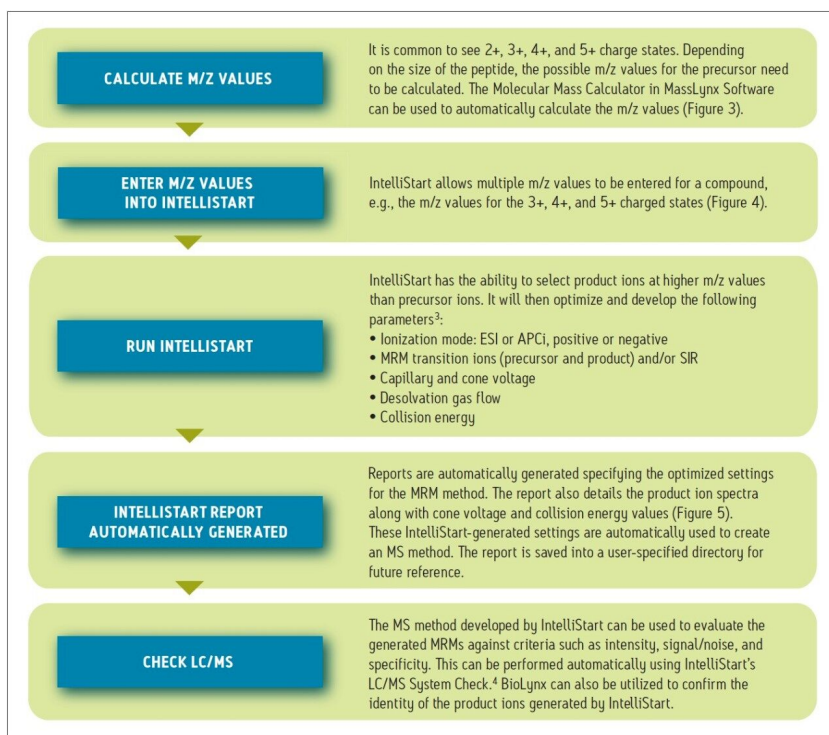 CALCULATE M/Z VALUES
It is common to see 2+, 3+, 4+, and 5+ charge states. Depending
on the size of the peptide, the possible m/z values for the precursor need
to be calculated. The Molecular Mass Calculator in MassLynx Software
can be used to automatically calculate the m/z values (Figure 3).
ENTER M/Z VALUES
INTO INTELLISTART
IntelliStart allows multiple m/z values to be entered for a compound,
e.g., the m/z values for the 3+, 4+, and 5+ charged states (Figure 4).
RUN INTELLISTART
IntelliStart has the ability to select product ions at higher m/z values
than precursor ions. It will then optimize and develop the following
parameters³:
• Ionization mode: ESI or APCi, positive or negative
• MRM transition ions (precursor and product) and/or SIR
• Capillary and cone voltage
• Desolvation gas flow
• Collision energy
INTELLISTART REPORT
AUTOMATICALLY GENERATED
Reports are automatically generated specifying the optimized settings
for the MRM method. The report also details the product ion spectra
along with cone voltage and collision energy values (Figure 5).
These IntelliStart-generated settings are automatically used to create
an MS method. The report is saved into a user-specified directory for
future reference.
CHECK LC/MS
The MS method developed by IntelliStart can be used to evaluate the
generated MRMs against criteria such as intensity, signal/noise, and
specificity. This can be performed automatically using IntelliStart's
LC/MS System Check.⁴ BioLynx can also be utilized to confirm the
identity of the product ions generated by IntelliStart.